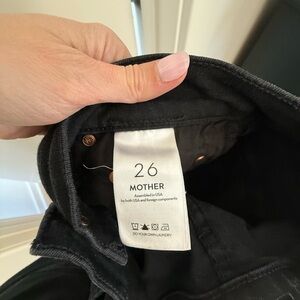 26
MOTHER
Assembled in USA
by both USA and foreign components
DO YOUR OWN LAUNDRY